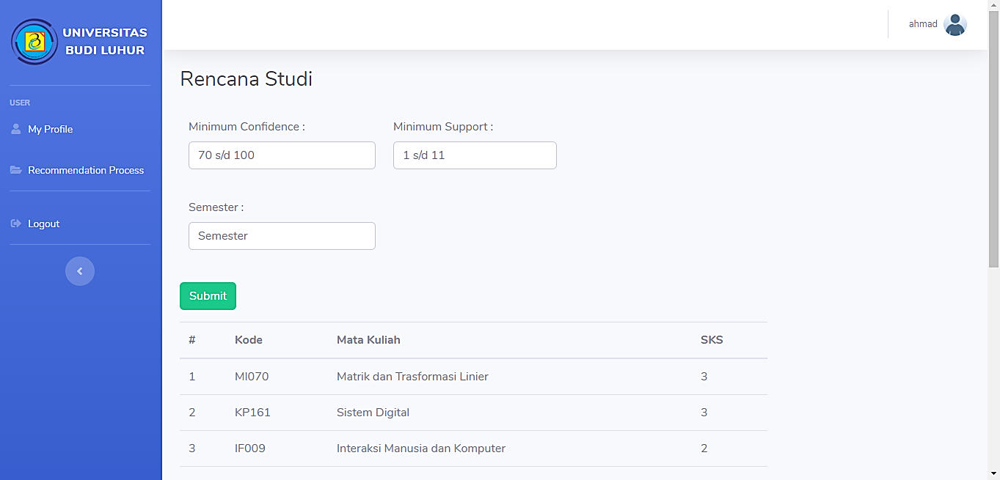 UNIVERSITAS
BUDI LUHUR
ahmad
USER
My Profile
Recommendation Process
Logout
Rencana Studi
Minimum Confidence : Minimum Support :
70 s/d 100 1 s/d 11
Semester :
Semester
Submit
# Kode Mata Kuliah SKS
1 MI070 Matrik dan Trasformasi Linier 3
2 KP161 Sistem Digital 3
3 IF009 Interaksi Manusia dan Komputer 2